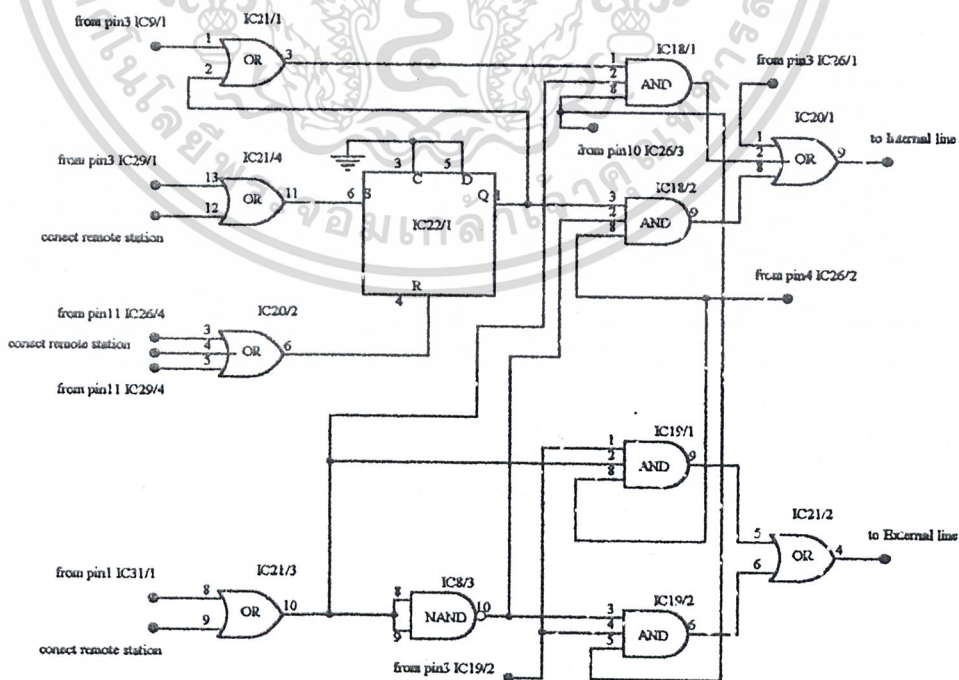 from pin3 IC9/1
IC21/1
1
2
OR
3
IC18/1
1
2
8
AND
from pin3 IC26/1
IC20/1
1
2
8
OR
9
to Internal line
from pin10 IC26/3
from pin3 IC29/1
IC21/4
13
12
OR
11
conect remote station
3
5
C
D
6
S
Q
1
IC22/1
R
4
IC18/2
3
2
8
AND
9
from pin4 IC26/2
from pin11 IC26/4
IC20/2
conect remote station
3
4
5
OR
6
from pin11 IC29/4
IC19/1
1
2
8
AND
9
IC21/2
5
6
OR
4
to External line
from pin1 IC31/1
IC21/3
8
9
OR
10
conect remote station
IC8/3
8
9
NAND
10
IC19/2
3
4
5
AND
6
from pin3 IC19/2